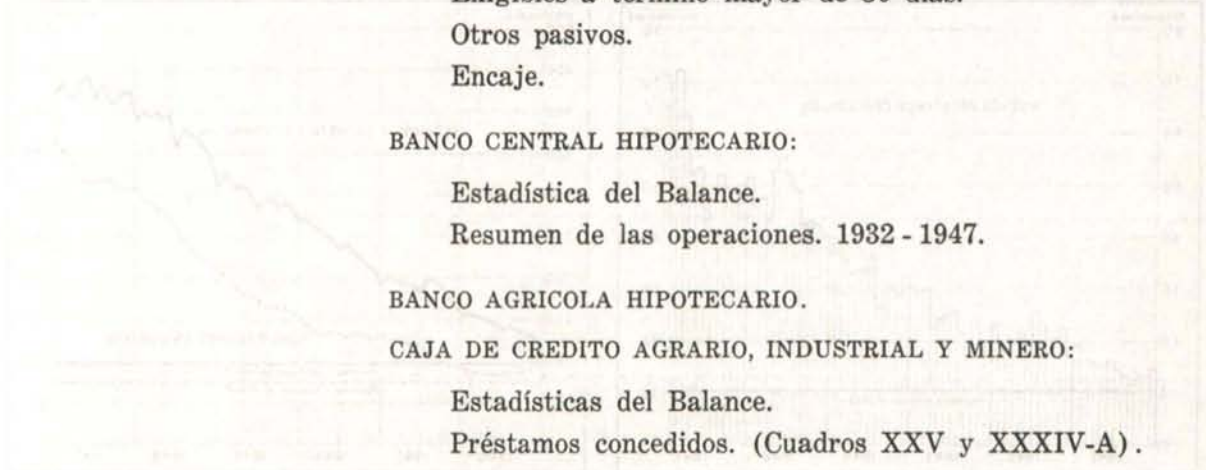 término mayor de 30 días.
Otros pasivos.
Encaje.
BANCO CENTRAL HIPOTECARIO:
Estadística del Balance.
Resumen de las operaciones. 1932 - 1947.
BANCO AGRICOLA HIPOTECARIO.
CAJA DE CREDITO AGRARIO, INDUSTRIAL Y MINERO:
Estadísticas del Balance.
Préstamos concedidos. (Cuadros XXV y XXXIV-A).